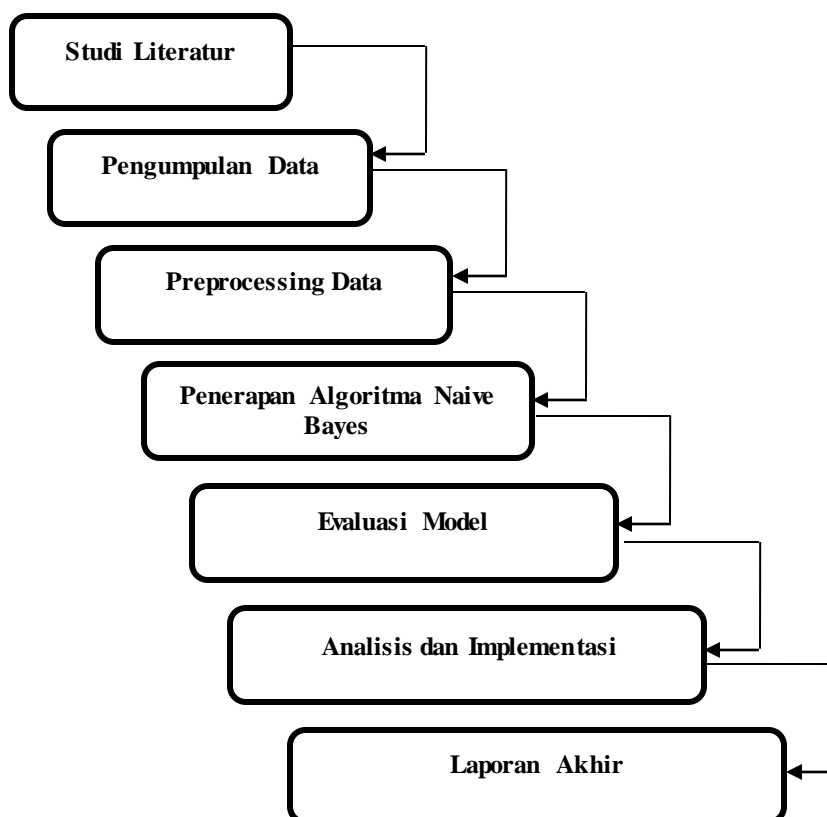 Studi Literatur
Pengumpulan Data
Preprocessing Data
Penerapan Algoritma Naive
Bayes
Evaluasi Model
Analisis dan Implementasi
Laporan Akhir